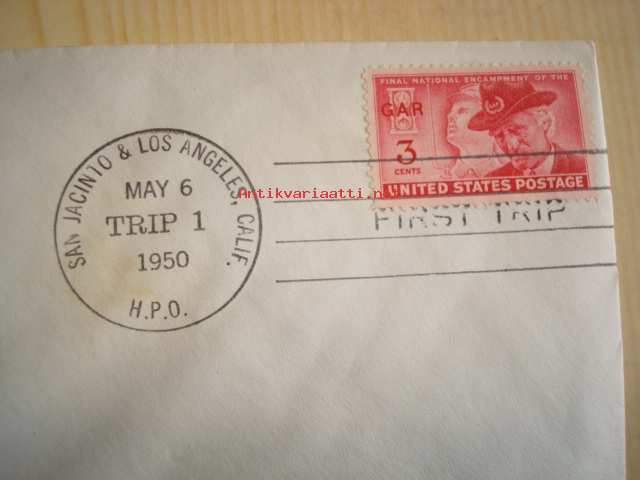 SAN JACINTO & LOS ANGELES, CALIF.
MAY 6
TRIP 1
1950
H.P.O.
FINAL NATIONAL ENCAMPMENT OF THE
GAR
3
CENTS
UNITED STATES POSTAGE
FIRST TRIP
Antikvariaatti.n